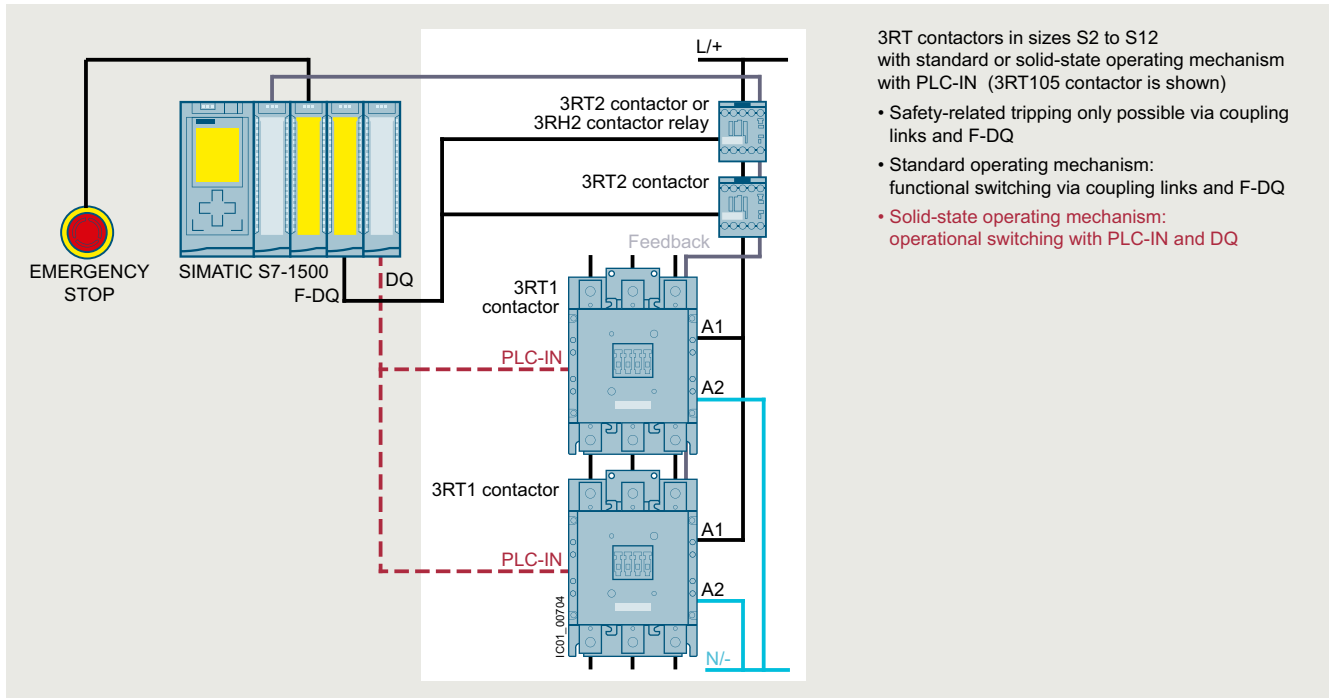 L/+
3RT2 contactor or
3RH2 contactor relay
3RT2 contactor
Feedback
EMERGENCY
STOP
SIMATIC S7-1500
F-DQ
DQ
3RT1
contactor
A1
PLC-IN
A2
3RT1 contactor
A1
PLC-IN
A2
IC01_00704
N/-
3RT contactors in sizes S2 to S12
with standard or solid-state operating mechanism
with PLC-IN (3RT105 contactor is shown)
• Safety-related tripping only possible via coupling
links and F-DQ
• Standard operating mechanism:
functional switching via coupling links and F-DQ
• Solid-state operating mechanism:
operational switching with PLC-IN and DQ